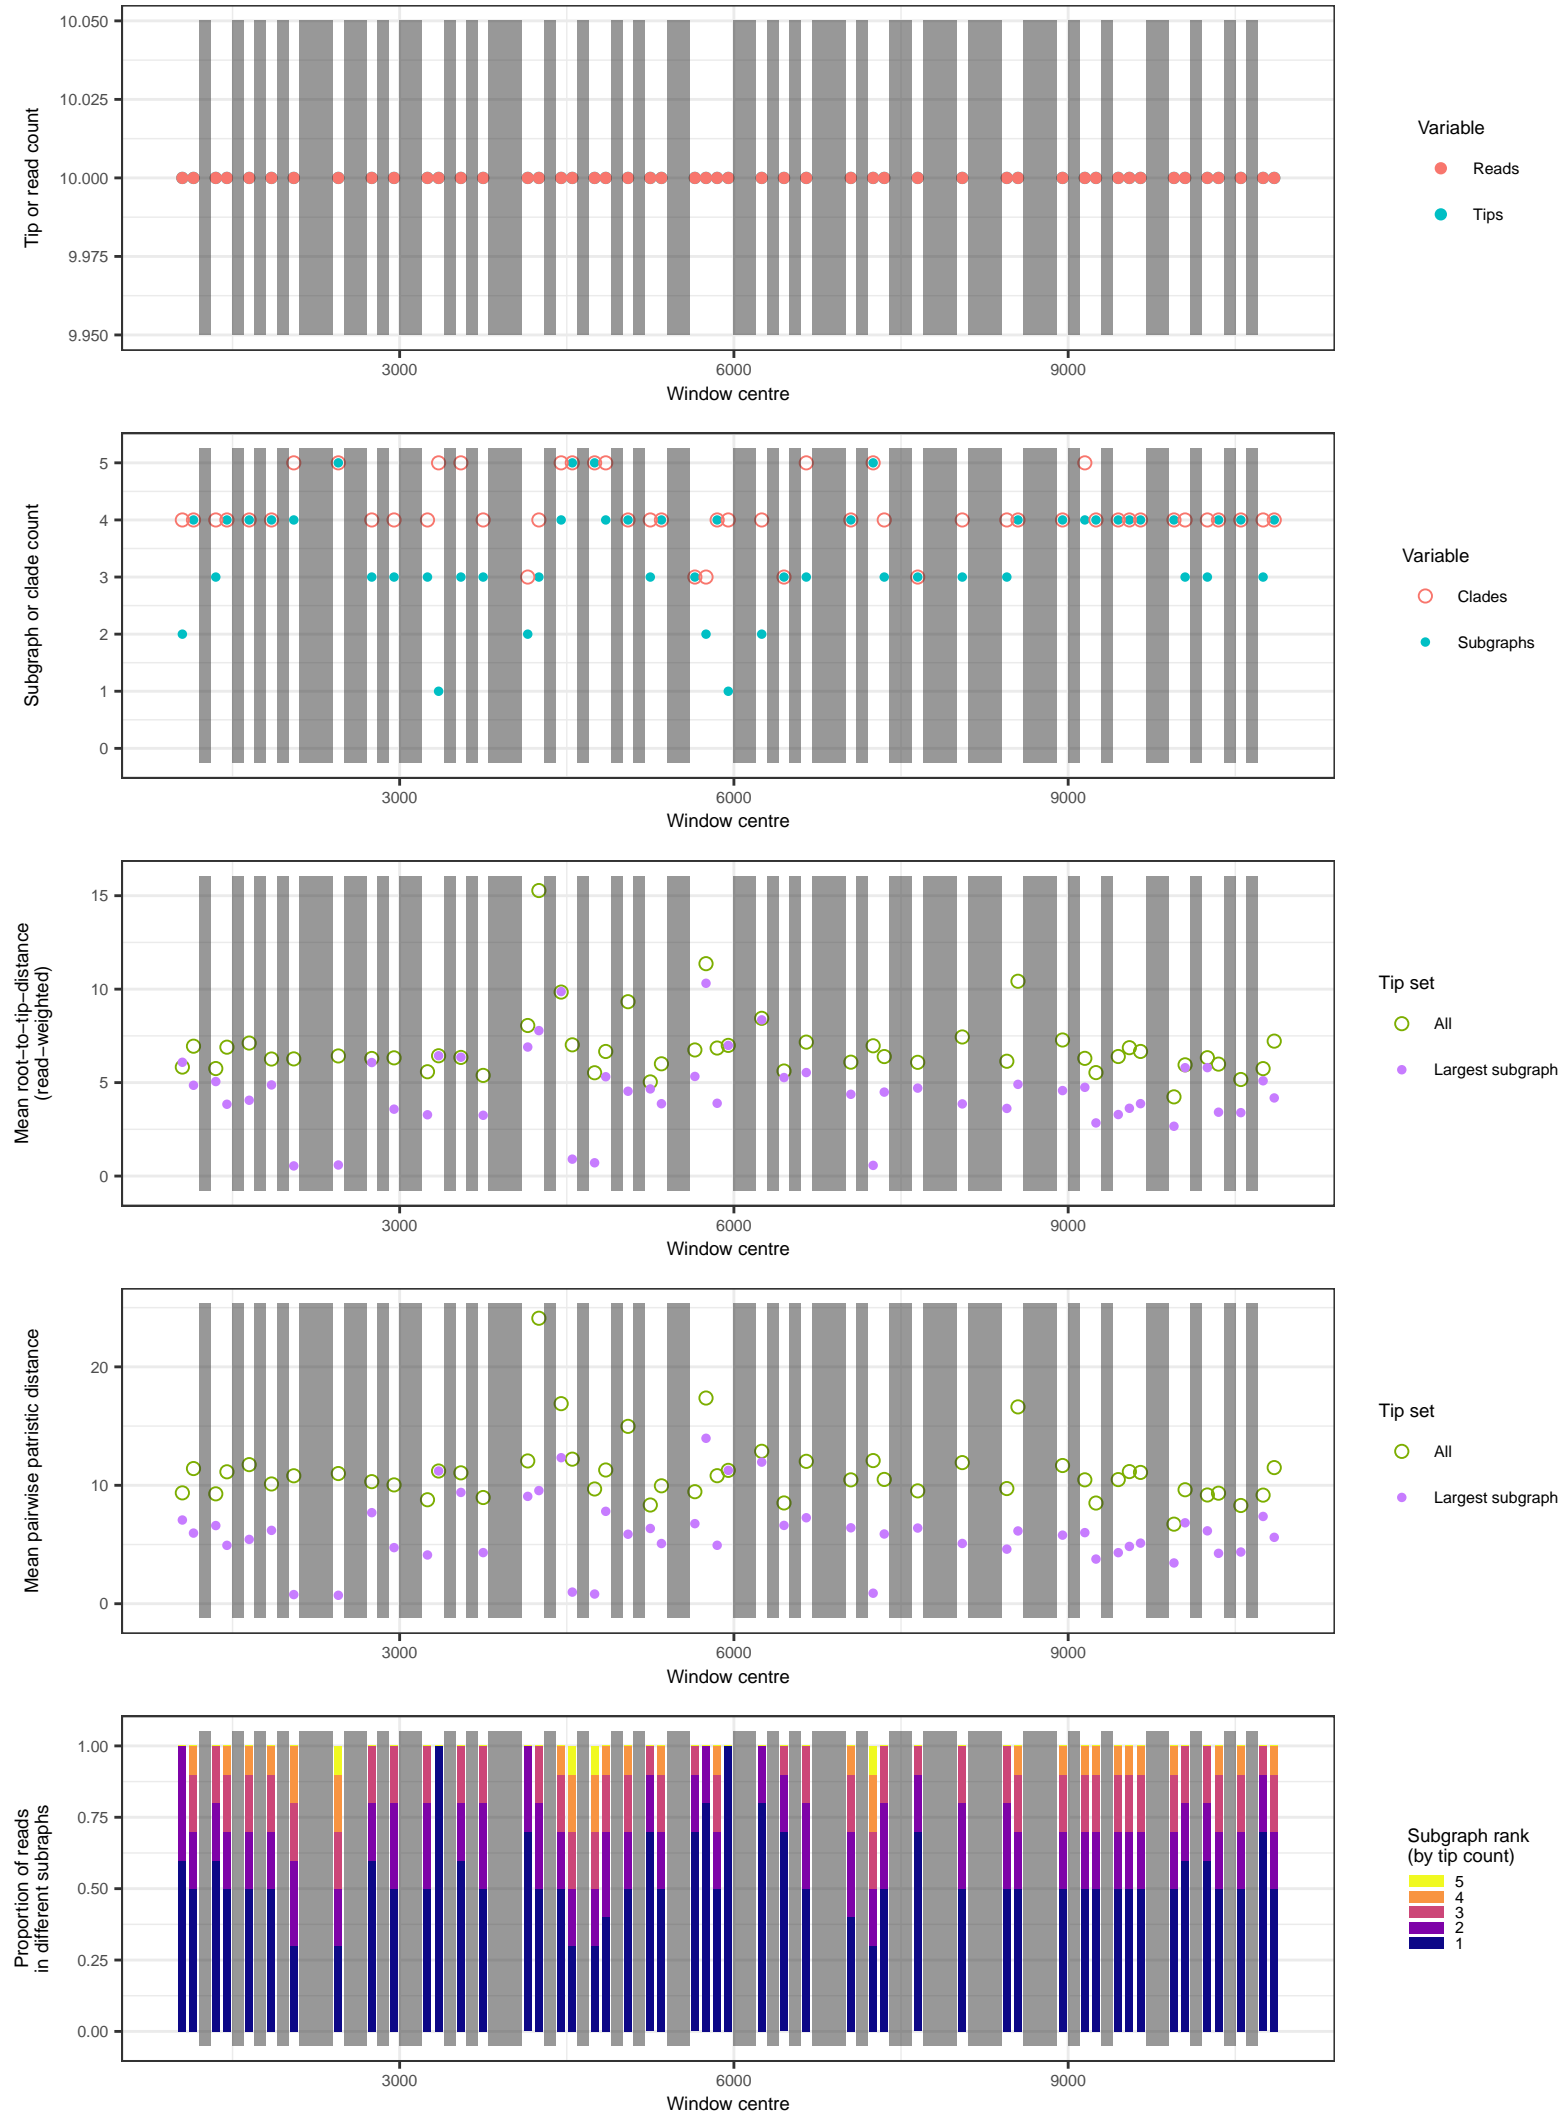 10.050
10.025
10.000
9.975
9.950
Tip or read count
3000
6000
9000
Window centre
Variable
Reads
Tips
5
4
3
2
1
0
Subgraph or clade count
3000
6000
9000
Window centre
Variable
Clades
Subgraphs
15
10
5
0
Mean root−to−tip−distance
(read−weighted)
3000
6000
9000
Window centre
Tip set
All
Largest subgraph
20
10
0
Mean pairwise patristic distance
3000
6000
9000
Window centre
Tip set
All
Largest subgraph
1.00
0.75
0.50
0.25
0.00
Proportion of reads
in different subraphs
3000
6000
9000
Window centre
Subgraph rank
(by tip count)
5
4
3
2
1